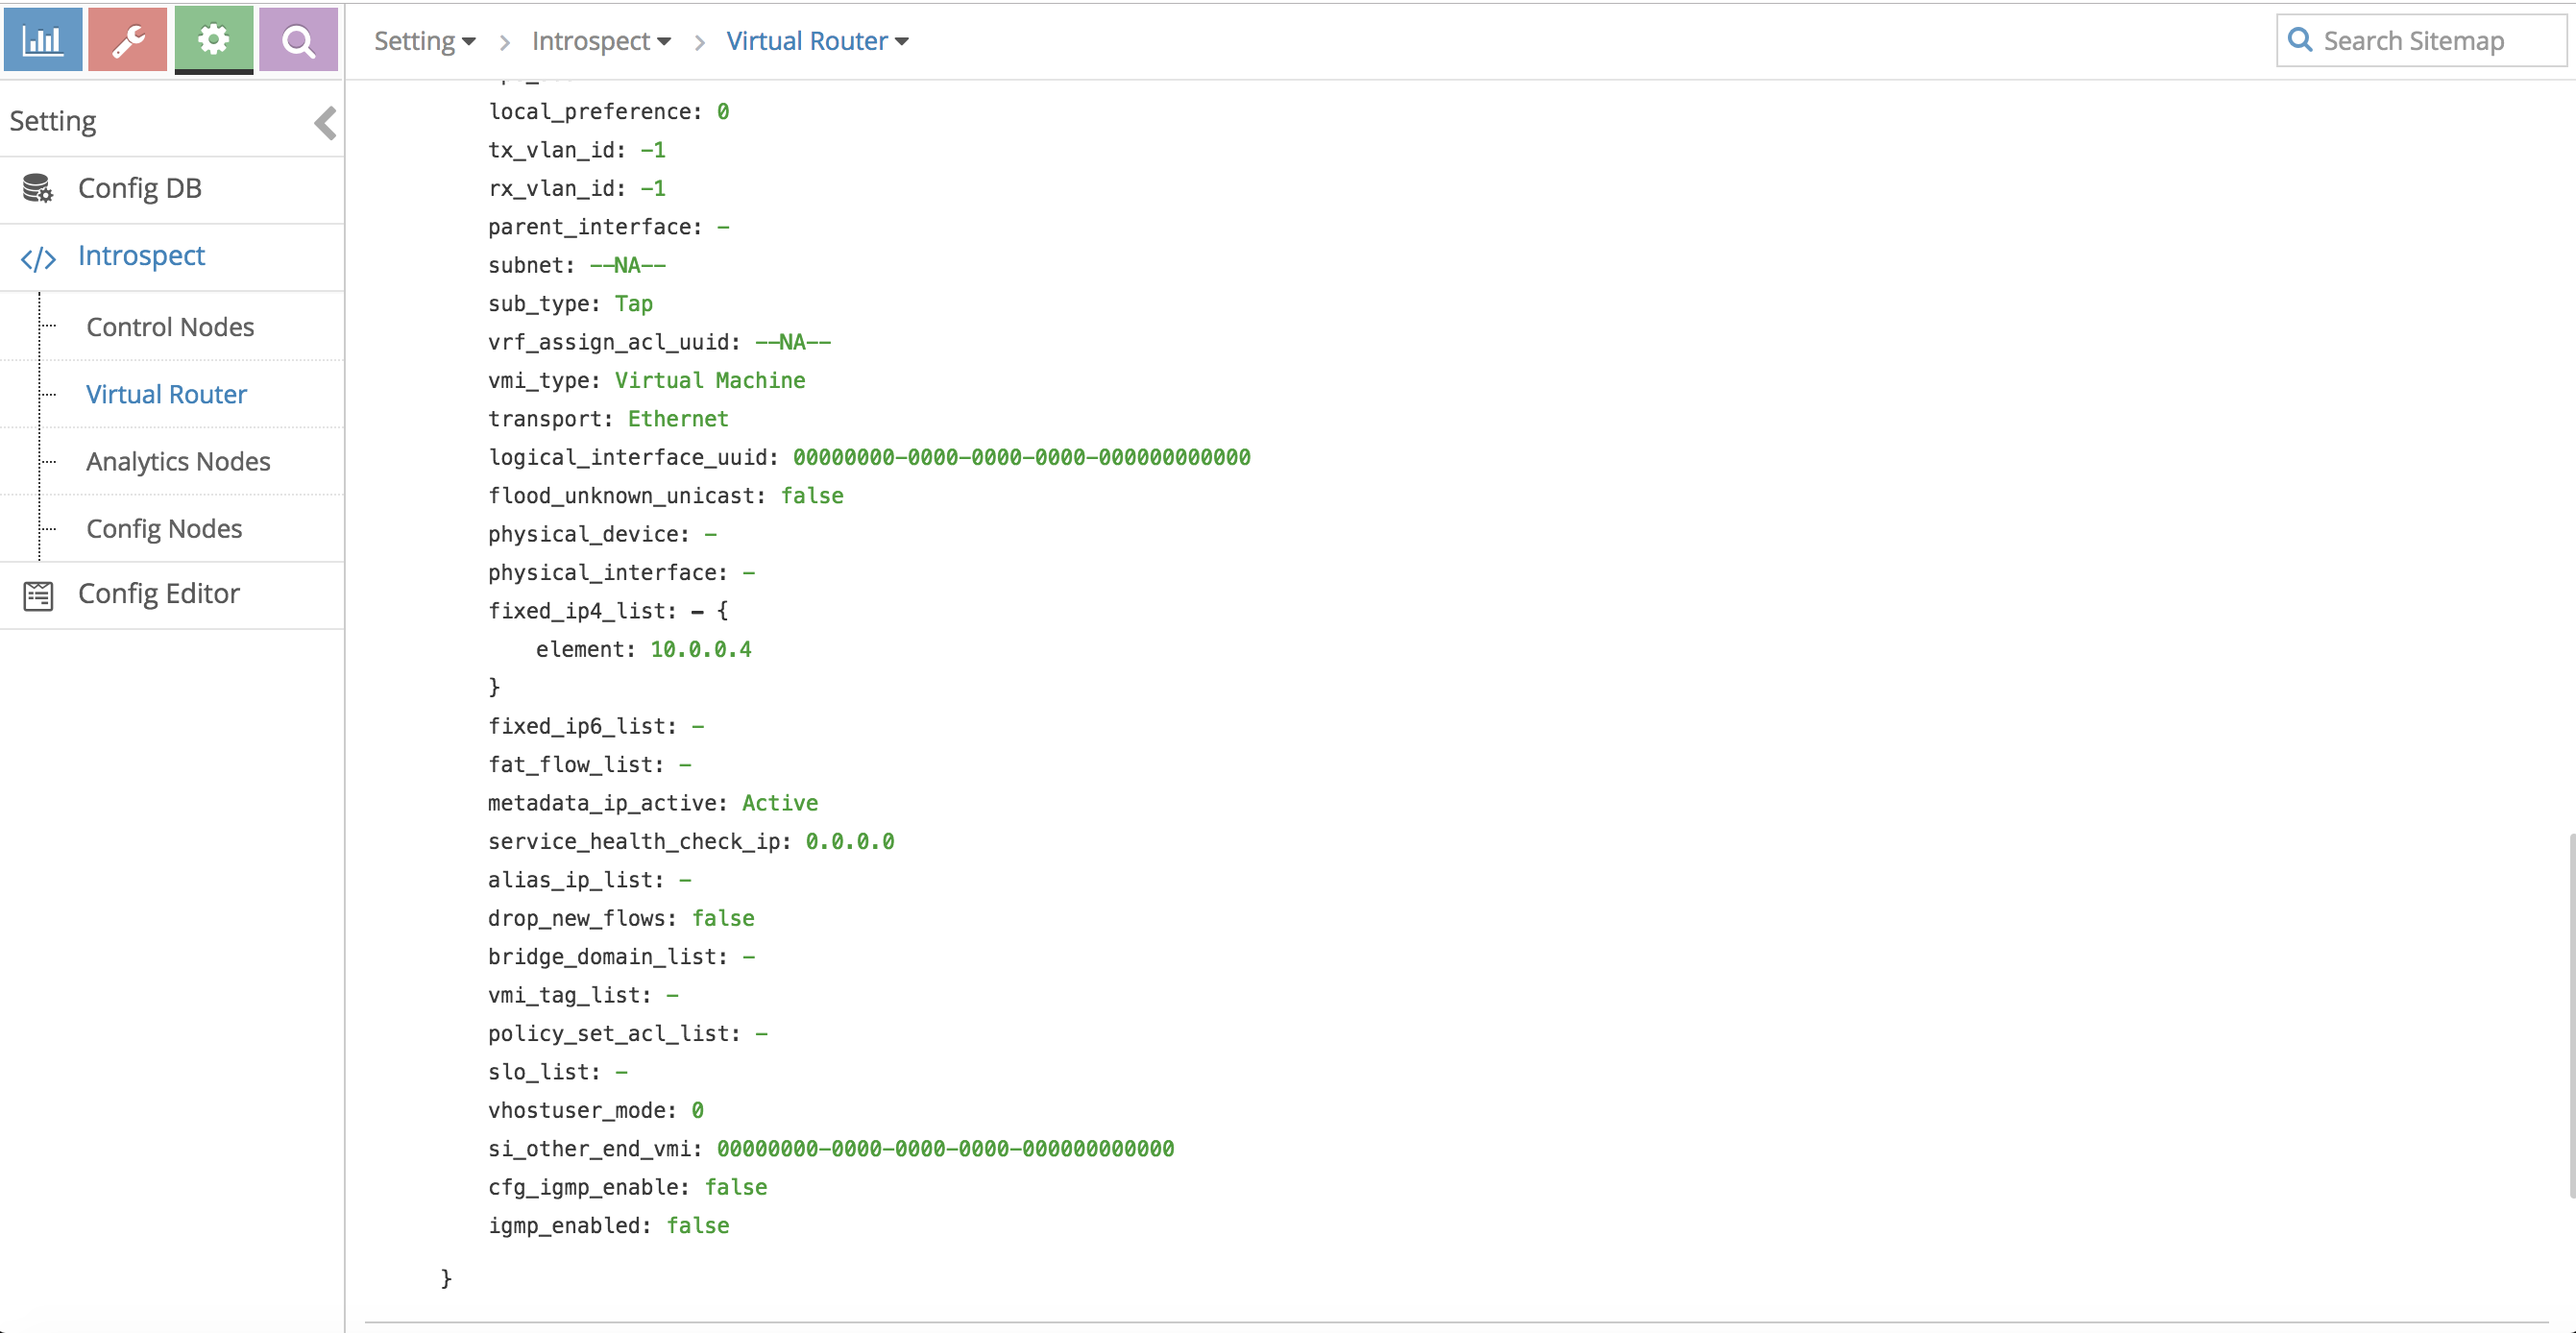 Setting > Introspect > Virtual Router
Search Sitemap
Setting
Config DB
Introspect
Control Nodes
Virtual Router
Analytics Nodes
Config Nodes
Config Editor
local_preference: 0
tx_vlan_id: -1
rx_vlan_id: -1
parent_interface: -
subnet: --NA--
sub_type: Tap
vrf_assign_acl_uuid: --NA--
vmi_type: Virtual Machine
transport: Ethernet
logical_interface_uuid: 00000000-0000-0000-0000-000000000000
flood_unknown_unicast: false
physical_device: -
physical_interface: -
fixed_ip4_list: - {
element: 10.0.0.4
}
fixed_ip6_list: -
fat_flow_list: -
metadata_ip_active: Active
service_health_check_ip: 0.0.0.0
alias_ip_list: -
drop_new_flows: false
bridge_domain_list: -
vmi_tag_list: -
policy_set_acl_list: -
slo_list: -
vhostuser_mode: 0
si_other_end_vmi: 00000000-0000-0000-0000-000000000000
cfg_igmp_enable: false
igmp_enabled: false
}